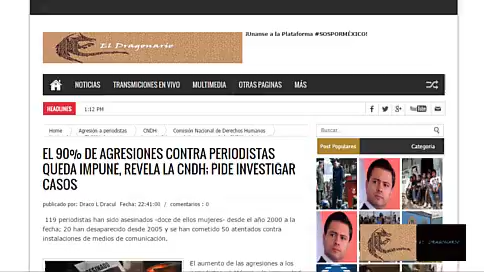 El Dragonario
¡Unanse a la Plataforma #SOSPORMÉXICO!
NOTICIAS TRANSMICIONES EN VIVO MULTIMEDIA OTRAS PAGINAS MÁS
HEADLINES 1:12 PM
Home Agresión a periodistas CNDH Comisión Nacional de Derechos Humanos
Buscar..
Post Populares Categoria
EL 90% DE AGRESIONES CONTRA PERIODISTAS
QUEDA IMPUNE, REVELA LA CNDH; PIDE INVESTIGAR
CASOS
publicado por: Draco L Dracul Fecha: 22:41:00 / comentarios : 0
119 periodistas han sido asesinados -doce de ellos mujeres- desde el año 2000 a la
fecha; 20 han desaparecido desde 2005 y se han cometido 50 atentados contra
instalaciones de medios de comunicación.
El aumento de las agresiones a los